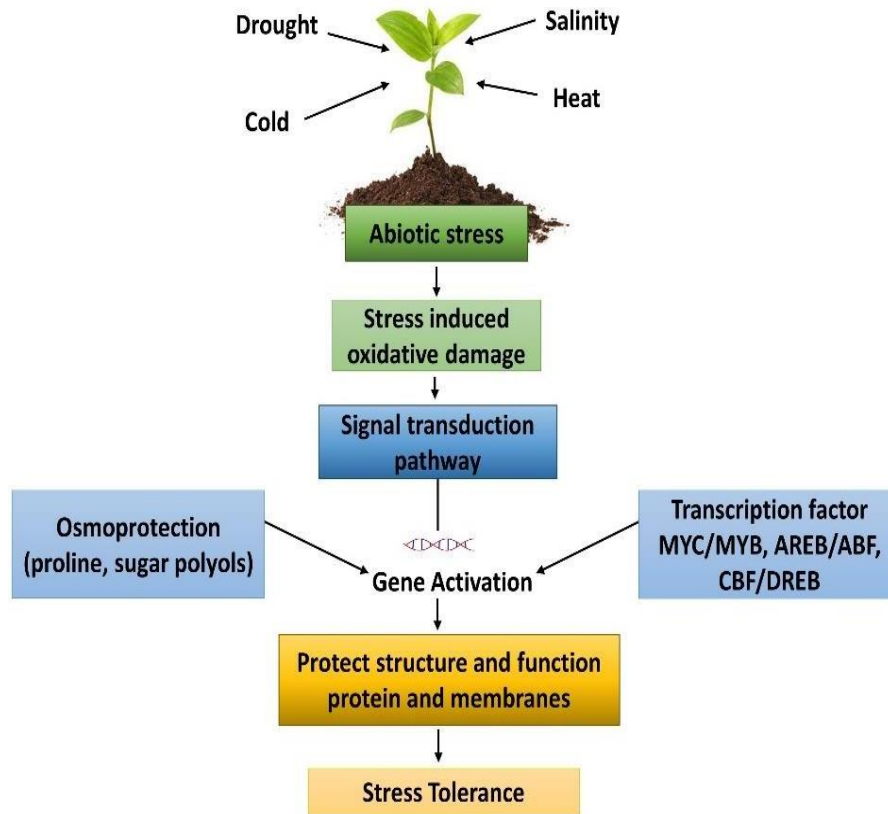 Drought
Salinity
Cold
Heat
Abiotic stress
Stress induced
oxidative damage
Signal transduction
pathway
Osmoprotection
(proline, sugar polyols)
Transcription factor
MYC/MYB, AREB/ABF,
CBF/DREB
Gene Activation
Protect structure and function
protein and membranes
Stress Tolerance